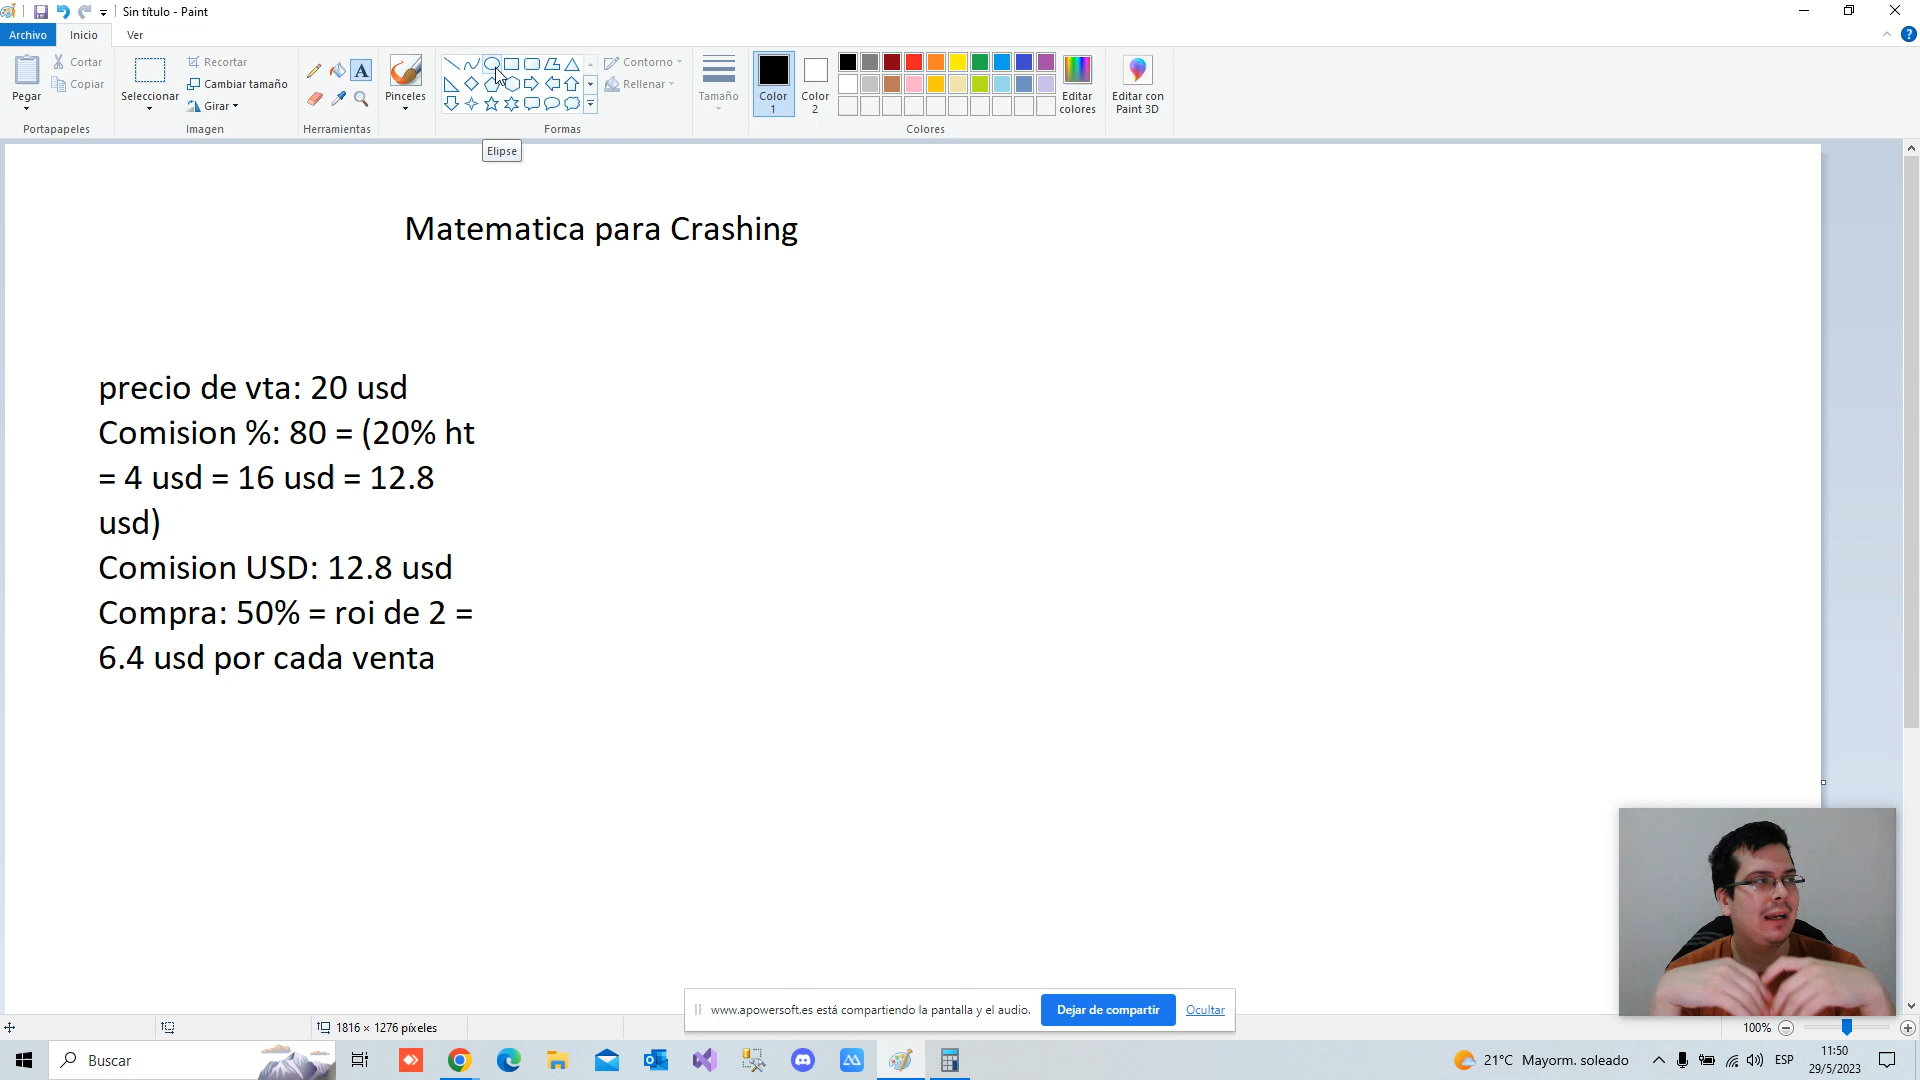 Sin título - Paint
Archivo
Inicio
Ver
Pegar
Cortar
Copiar
Portapapeles
Seleccionar
Recortar
Cambiar tamaño
Girar
Imagen
A
Herramientas
Pinceles
Contorno
Rellenar
Formas
Tamaño
Color
1
Color
2
Editar
colores
Colores
Editar con
Paint 3D
Elipse
Matematica para Crashing
precio de vta: 20 usd
Comision %: 80 = (20% ht
= 4 usd = 16 usd = 12.8
usd)
Comision USD: 12.8 usd
Compra: 50% = roi de 2 =
6.4 usd por cada venta
www.apowersoft.es está compartiendo la pantalla y el audio.
Dejar de compartir
Ocultar
1816 × 1276 píxeles
100%
Buscar
21°C Mayorm. soleado
ESP
11:50
29/5/2023